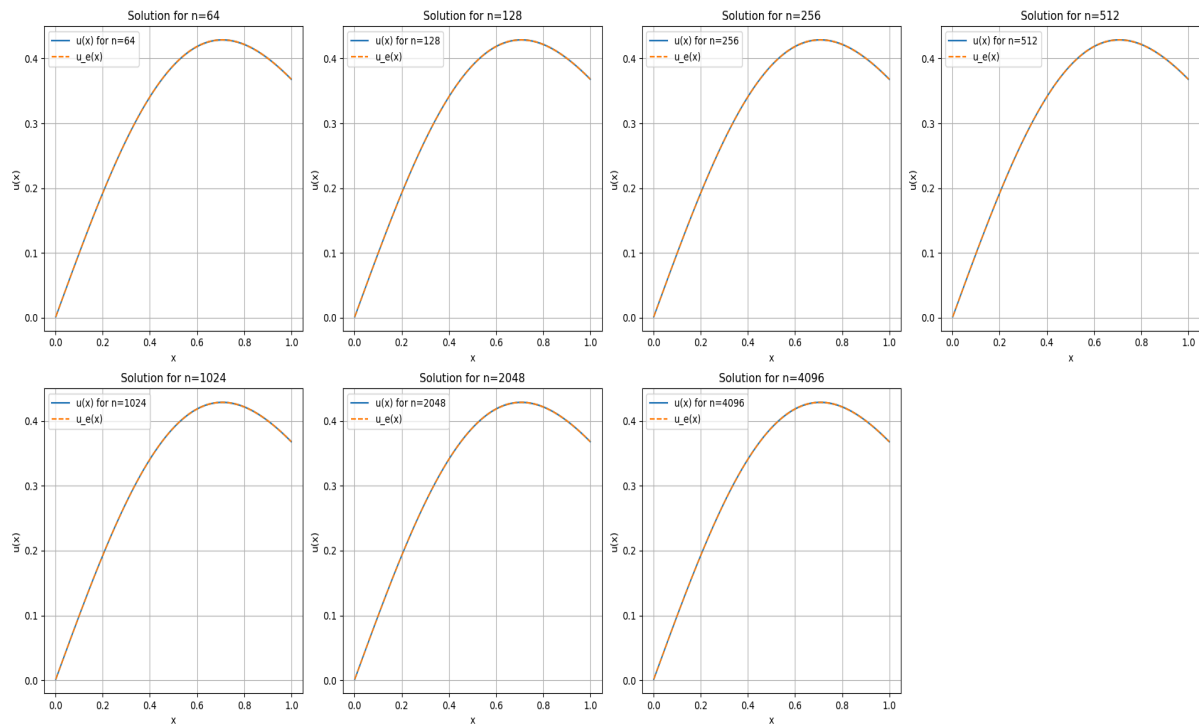 Solution for n=64
u(x) for n=64
u_e(x)
0.4
0.3
0.2
0.1
0.0
u(x)
0.0 0.2 0.4 0.6 0.8 1.0
x
Solution for n=128
u(x) for n=128
u_e(x)
0.4
0.3
0.2
0.1
0.0
u(x)
0.0 0.2 0.4 0.6 0.8 1.0
x
Solution for n=256
u(x) for n=256
u_e(x)
0.4
0.3
0.2
0.1
0.0
u(x)
0.0 0.2 0.4 0.6 0.8 1.0
x
Solution for n=512
u(x) for n=512
u_e(x)
0.4
0.3
0.2
0.1
0.0
u(x)
0.0 0.2 0.4 0.6 0.8 1.0
x
Solution for n=1024
u(x) for n=1024
u_e(x)
0.4
0.3
0.2
0.1
0.0
u(x)
0.0 0.2 0.4 0.6 0.8 1.0
x
Solution for n=2048
u(x) for n=2048
u_e(x)
0.4
0.3
0.2
0.1
0.0
u(x)
0.0 0.2 0.4 0.6 0.8 1.0
x
Solution for n=4096
u(x) for n=4096
u_e(x)
0.4
0.3
0.2
0.1
0.0
u(x)
0.0 0.2 0.4 0.6 0.8 1.0
x